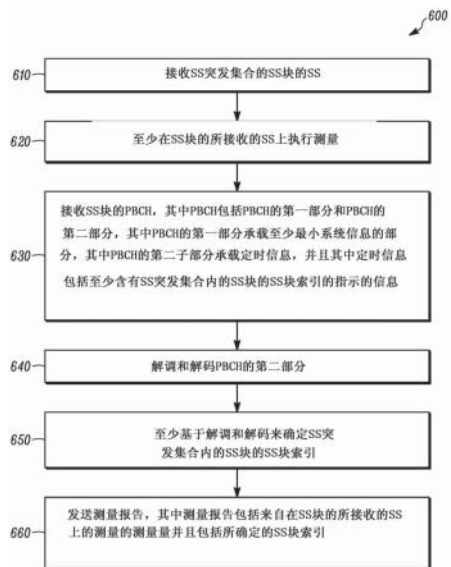 600
610
接收SS突发集合的SS块的SS
620
至少在SS块的所接收的SS上执行测量
630
接收SS块的PBCH，其中PBCH包括PBCH的第一部分和PBCH的
第二部分，其中PBCH的第一部分承载至少最小系统信息的部
分，其中PBCH的第二子部分承载定时信息，并且其中定时信息
包括至少含有SS突发集合内的SS块的SS块索引的指示的信息
640
解调和解码PBCH的第二部分
650
至少基于解调和解码来确定SS突
发集合内的SS块的SS块索引
660
发送测量报告，其中测量报告包括来自在SS块的所接收的SS
上的测量的测量量并且包括所确定的SS块索引